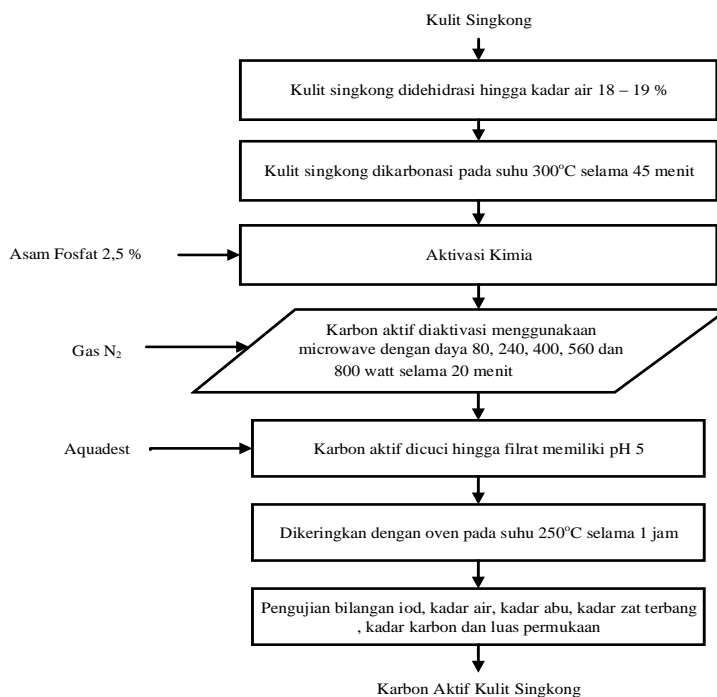 Kulit Singkong
Kulit singkong didehidrasi hingga kadar air 18 – 19 %
Kulit singkong dikarbonasi pada suhu 300°C selama 45 menit
Asam Fosfat 2,5 %
Aktivasi Kimia
Gas N₂
Karbon aktif diaktivasi menggunakaan
microwave dengan daya 80, 240, 400, 560 dan
800 watt selama 20 menit
Aquadest
Karbon aktif dicuci hingga filrat memiliki pH 5
Dikeringkan dengan oven pada suhu 250°C selama 1 jam
Pengujian bilangan iod, kadar air, kadar abu, kadar zat terbang
, kadar karbon dan luas permukaan
Karbon Aktif Kulit Singkong